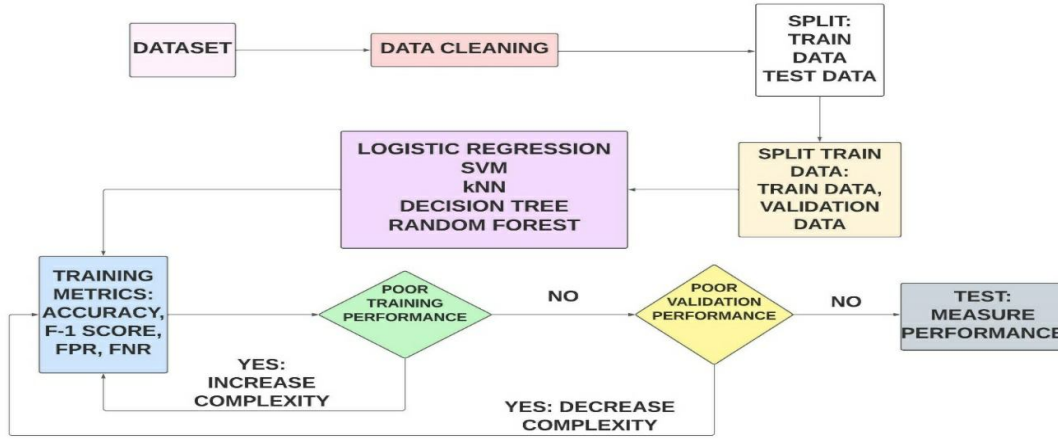 DATASET
DATA CLEANING
SPLIT:
TRAIN
DATA
TEST DATA
SPLIT TRAIN
DATA:
TRAIN DATA,
VALIDATION
DATA
LOGISTIC REGRESSION
SVM
kNN
DECISION TREE
RANDOM FOREST
TRAINING
METRICS:
ACCURACY,
F-1 SCORE,
FPR, FNR
POOR
TRAINING
PERFORMANCE
YES:
INCREASE
COMPLEXITY
NO
POOR
VALIDATION
PERFORMANCE
YES: DECREASE
COMPLEXITY
NO
TEST:
MEASURE
PERFORMANCE